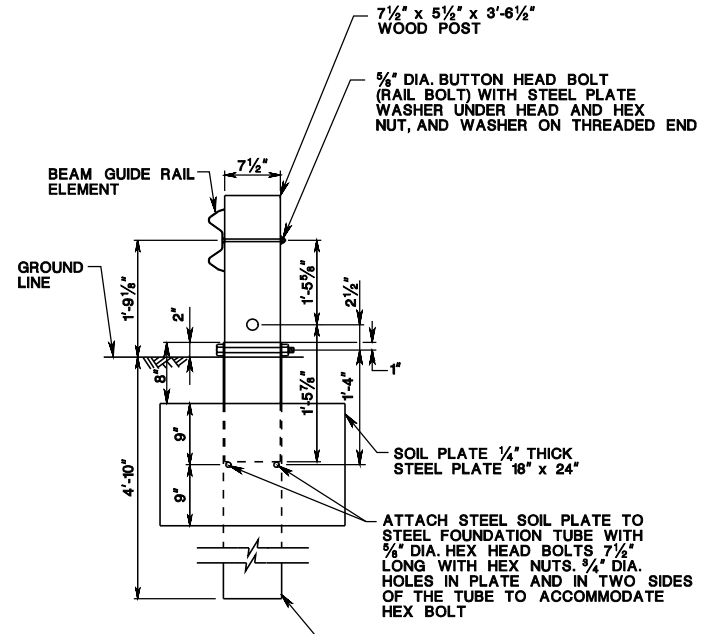 7½" x 5½" x 3'-6½"
WOOD POST
⅝" DIA. BUTTON HEAD BOLT
(RAIL BOLT) WITH STEEL PLATE
WASHER UNDER HEAD AND HEX
NUT, AND WASHER ON THREADED END
7½"
BEAM GUIDE RAIL
ELEMENT
GROUND
LINE
1'-9⅛"
2"
8"
1'-5⅝"
2½"
1"
1'-5⅞"
1'-4"
9"
9"
4'-10"
SOIL PLATE ¼" THICK
STEEL PLATE 18" x 24"
ATTACH STEEL SOIL PLATE TO
STEEL FOUNDATION TUBE WITH
⅝" DIA. HEX HEAD BOLTS 7½"
LONG WITH HEX NUTS. ¾" DIA.
HOLES IN PLATE AND IN TWO SIDES
OF THE TUBE TO ACCOMMODATE
HEX BOLT